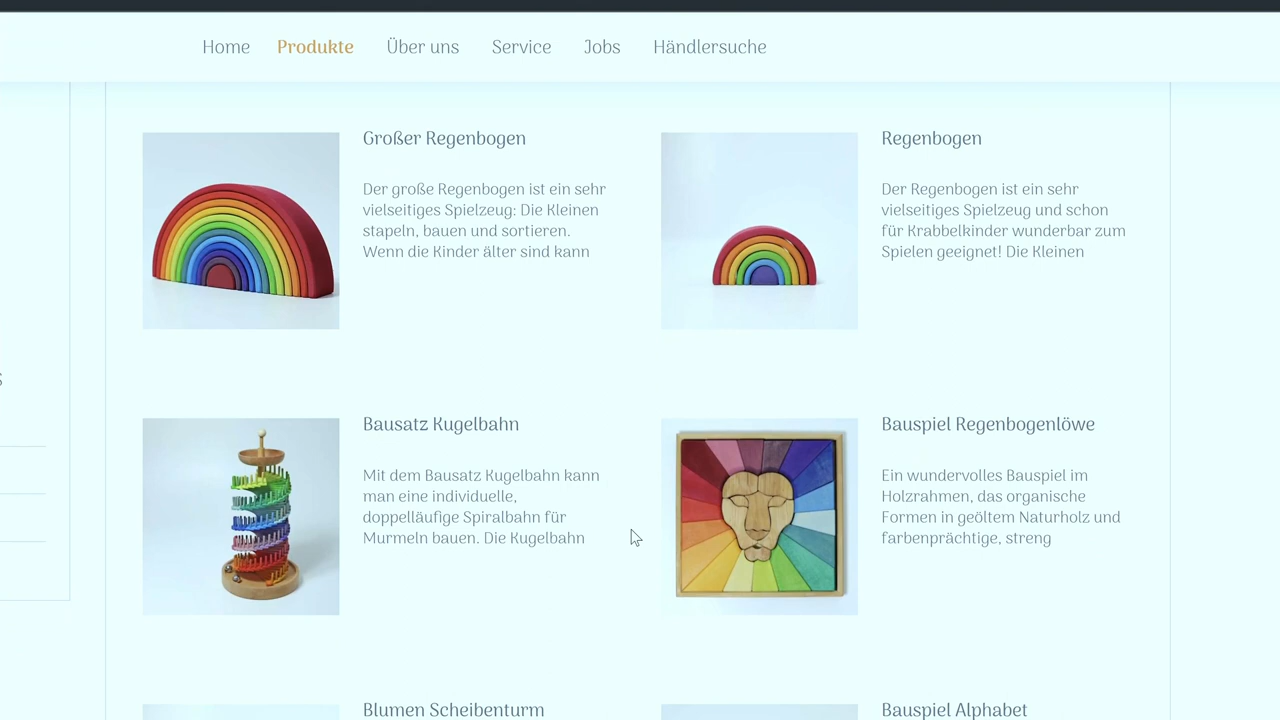 Home Produkte Über uns Service Jobs Händlersuche
Großer Regenbogen
Der große Regenbogen ist ein sehr
vielseitiges Spielzeug: Die Kleinen
stapeln, bauen und sortieren.
Wenn die Kinder älter sind kann
Regenbogen
Der Regenbogen ist ein sehr
vielseitiges Spielzeug und schon
für Krabbelkinder wunderbar zum
Spielen geeignet! Die Kleinen
Bausatz Kugelbahn
Mit dem Bausatz Kugelbahn kann
man eine individuelle,
doppelläufige Spiralbahn für
Murmeln bauen. Die Kugelbahn
Bauspiel Regenbogenlöwe
Ein wundervolles Bauspiel im
Holzrahmen, das organische
Formen in geöltem Naturholz und
farbenprächtige, streng
Blumen Scheibenturm
Bauspiel Alphabet